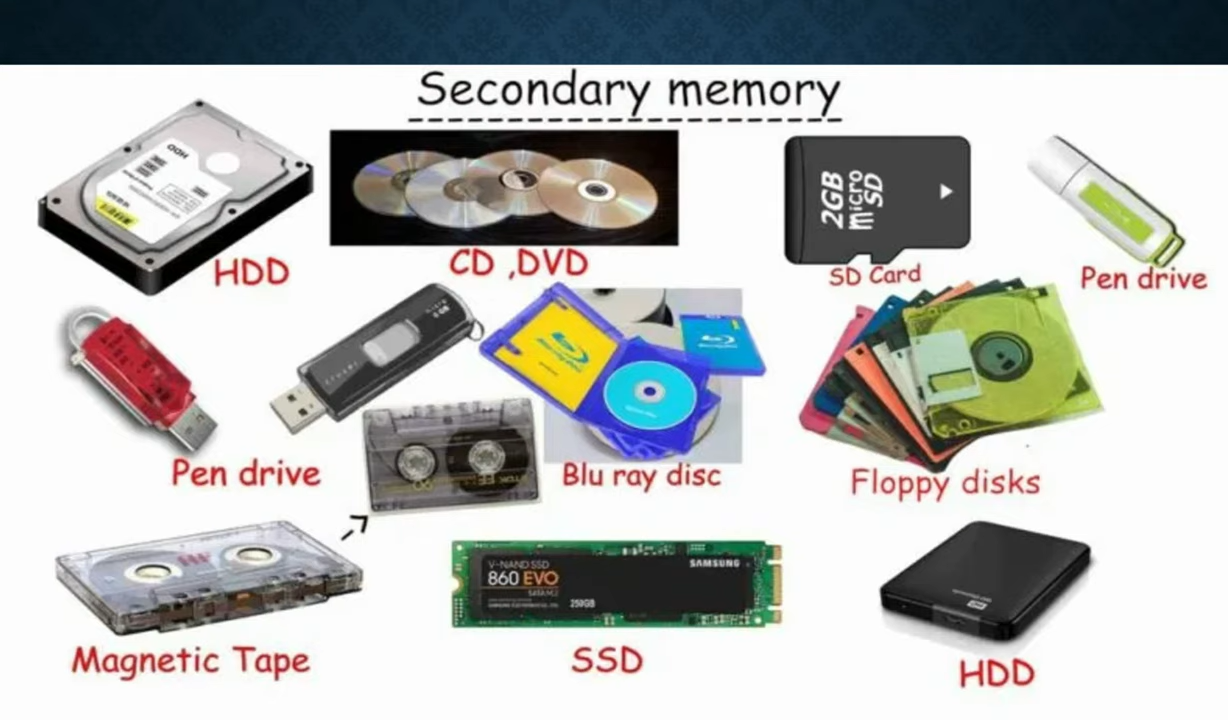 Secondary memory
HDD
HDD
CD ,DVD
2GB
micro
SD
SD Card
Pen drive
Pen drive
Blu ray disc
Floppy disks
V-NAND SSD
860 EVO
SAMSUNG
250GB
Magnetic Tape
SSD
HDD